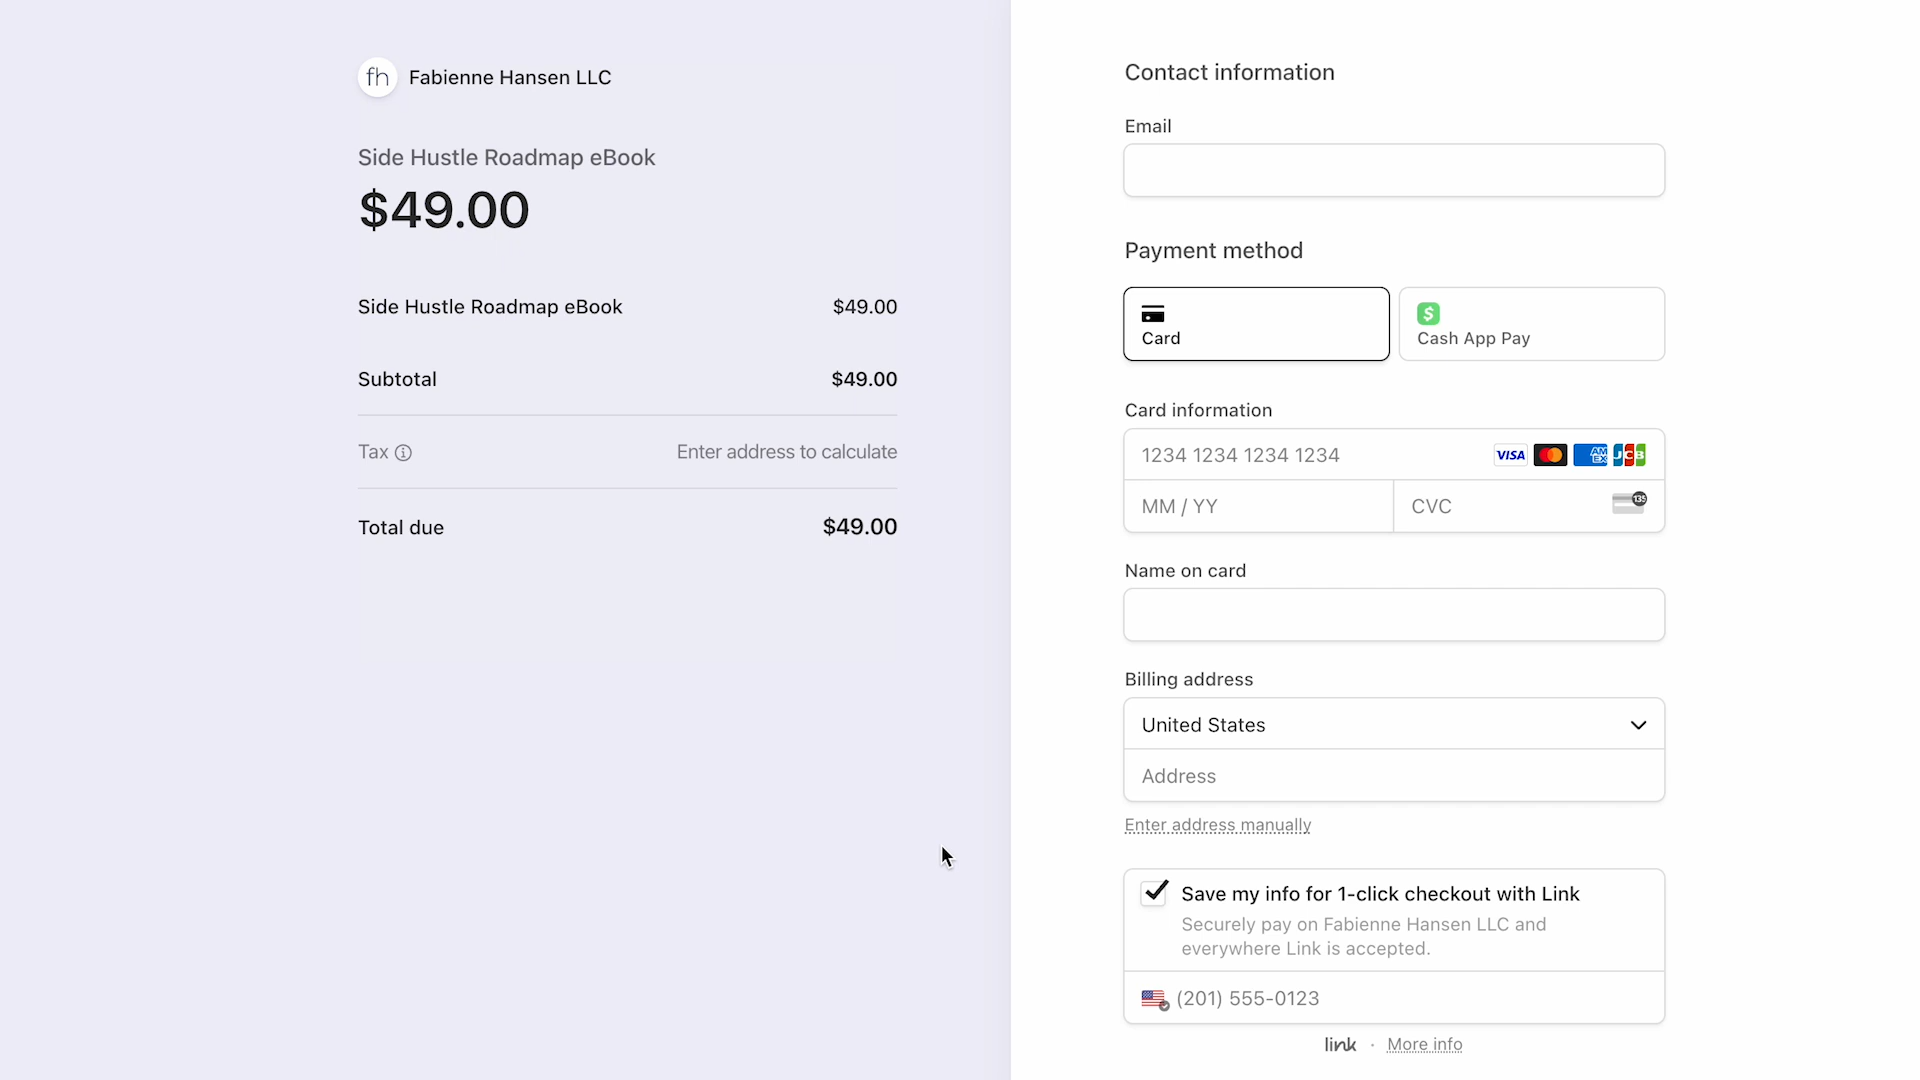 fh Fabienne Hansen LLC
Side Hustle Roadmap eBook
$49.00
Side Hustle Roadmap eBook $49.00
Subtotal $49.00
Tax Enter address to calculate
Total due $49.00
Contact information
Email
Payment method
Card
$
Cash App Pay
Card information
1234 1234 1234 1234 VISA AM EX JCB
MM / YY CVC 135
Name on card
Billing address
United States
Address
Enter address manually
Save my info for 1-click checkout with Link
Securely pay on Fabienne Hansen LLC and
everywhere Link is accepted.
(201) 555-0123
link · More info